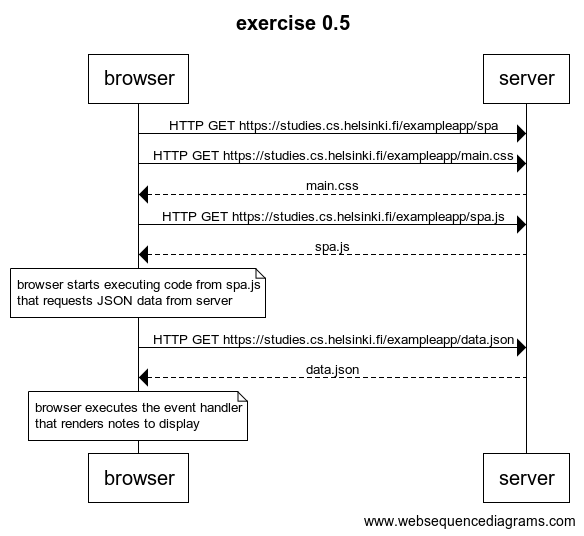 exercise 0.5
browser server
HTTP GET https://studies.cs.helsinki.fi/exampleapp/spa
HTTP GET https://studies.cs.helsinki.fi/exampleapp/main.css
main.css
HTTP GET https://studies.cs.helsinki.fi/exampleapp/spa.js
spa.js
browser starts executing code from spa.js
that requests JSON data from server
HTTP GET https://studies.cs.helsinki.fi/exampleapp/data.json
data.json
browser executes the event handler
that renders notes to display
browser server
www.websequencediagrams.com